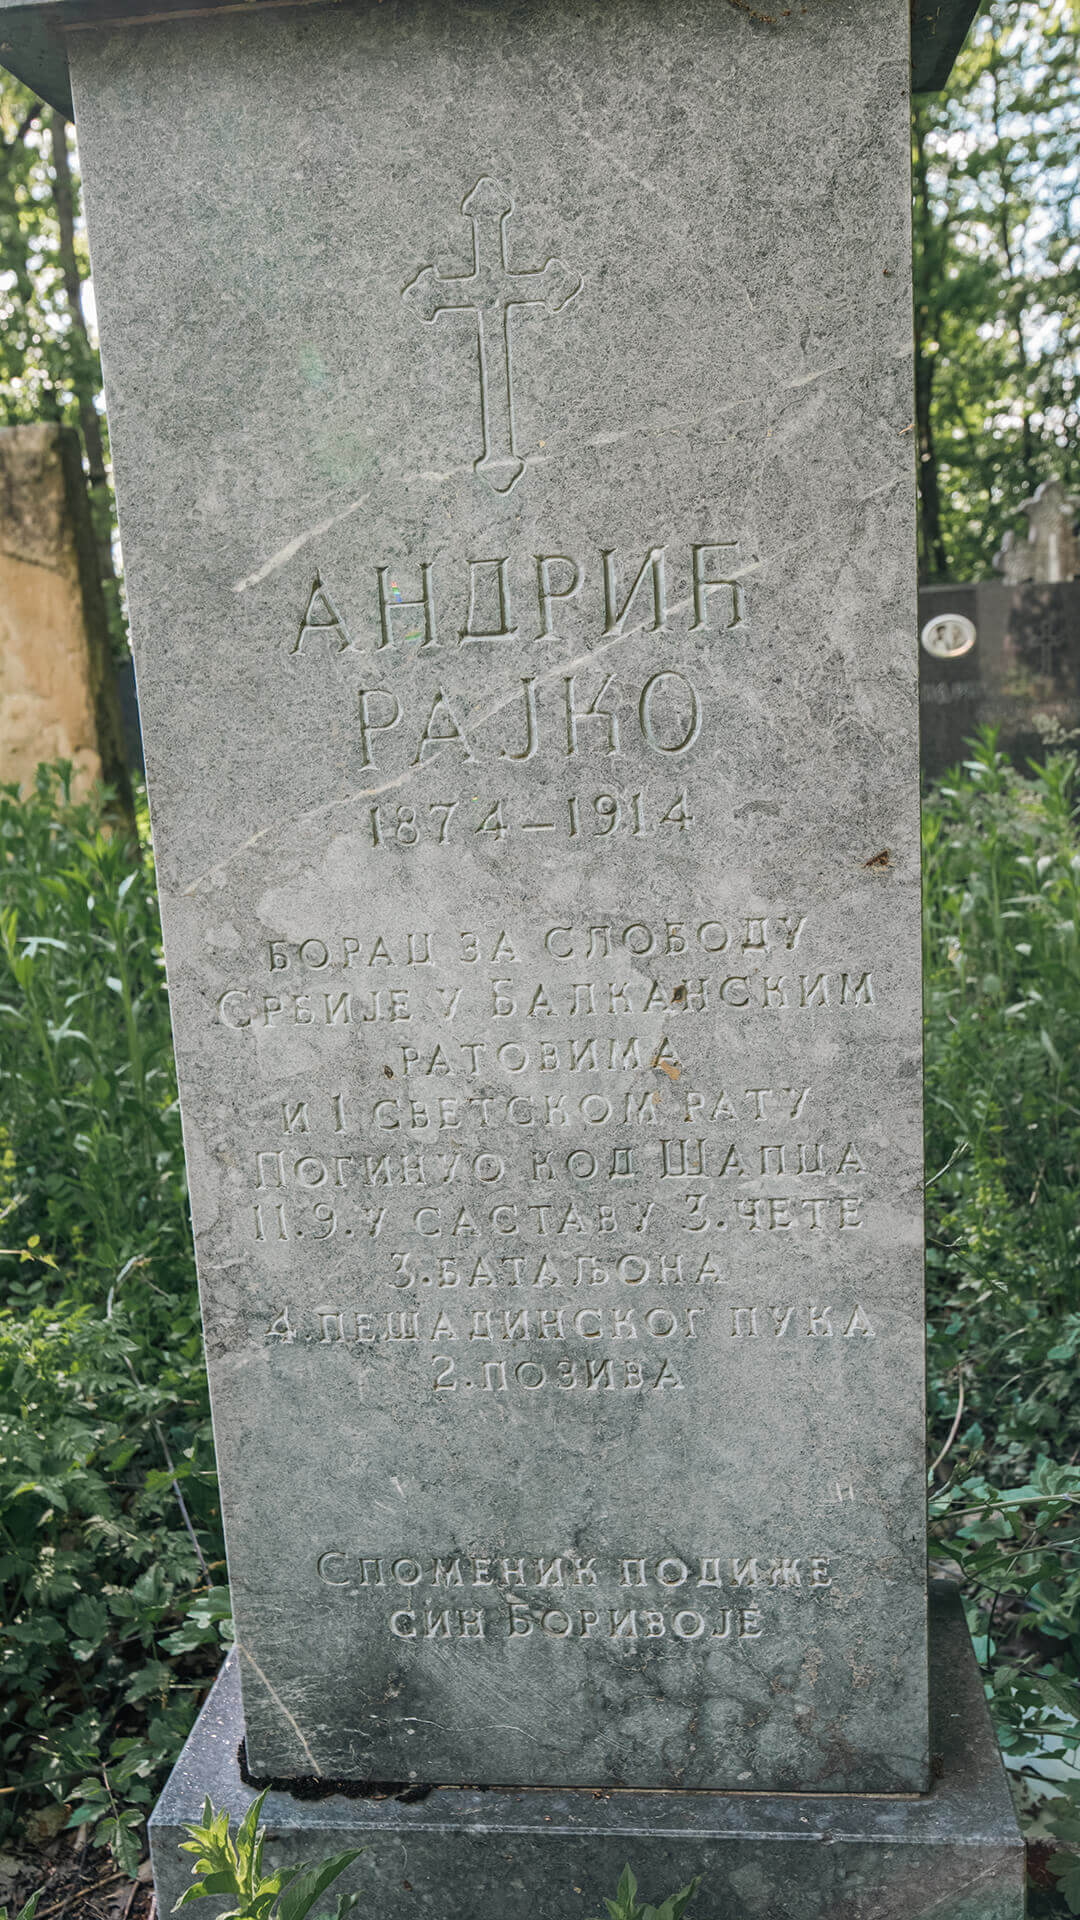 АНДРИЋ
РАЈКО
1874–1914
БОРАЦ ЗА СЛОБОДУ
СРБИЈЕ У БАЛКАНСКИМ
РАТОВИМА
И 1 СВЕТСКОМ РАТУ
ПОГИНУО КОД ШАПЦА
11.9. У САСТАВУ 3. ЧЕТЕ
3. БАТАЉОНА
4. ПЕШАДИНСКОГ ПУКА
2. ПОЗИВА
СПОМЕНИК ПОДИЖЕ
СИН БОРИВОЈЕ